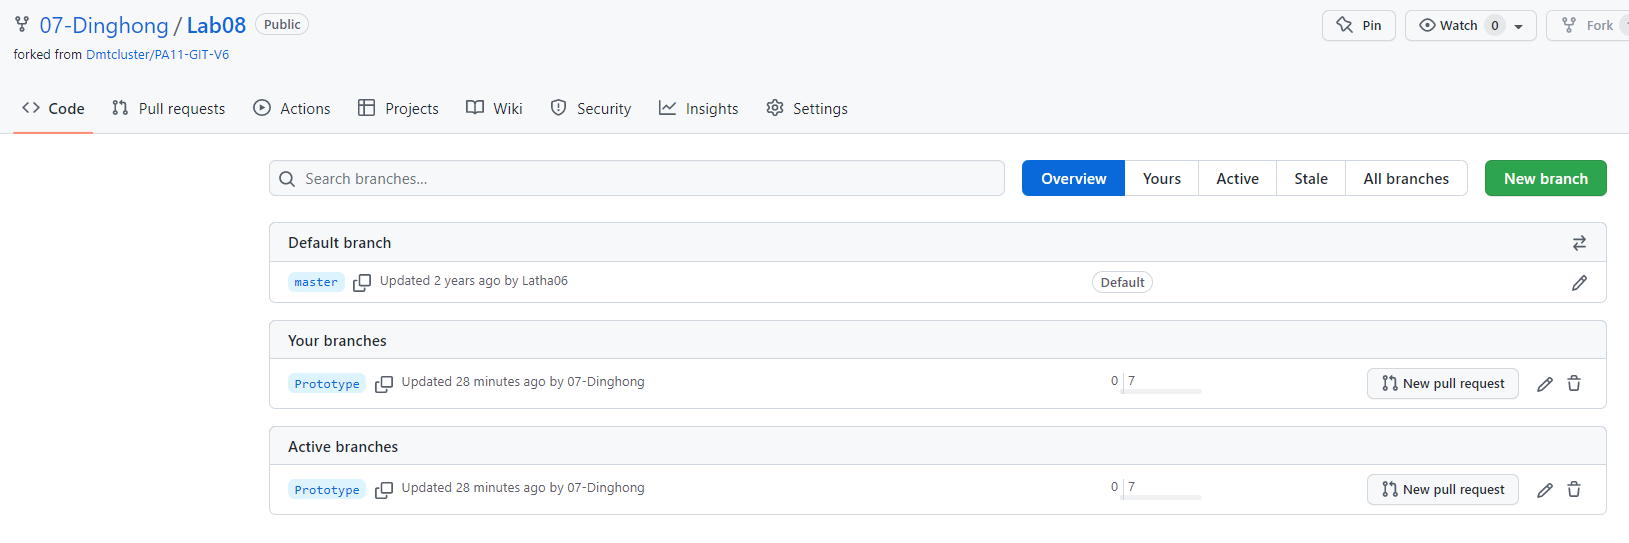 07-Dinghong / Lab08 Public
Pin Watch 0 Fork
forked from Dmtcluster/PA11-GIT-V6
Code Pull requests Actions Projects Wiki Security Insights Settings
Search branches... Overview Yours Active Stale All branches New branch
Default branch
master Updated 2 years ago by Latha06 Default
Your branches
Prototype Updated 28 minutes ago by 07-Dinghong 0 7 New pull request
Active branches
Prototype Updated 28 minutes ago by 07-Dinghong 0 7 New pull request